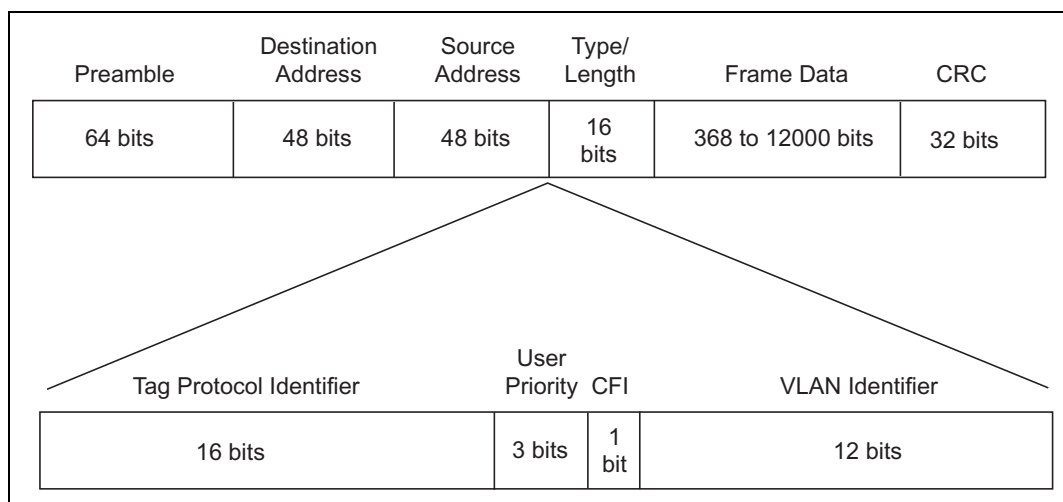 Preamble
Destination
Address
Source
Address
Type/
Length
Frame Data
CRC
64 bits
48 bits
48 bits
16
bits
368 to 12000 bits
32 bits
Tag Protocol Identifier
User
Priority
CFI
VLAN Identifier
16 bits
3 bits
1
bit
12 bits